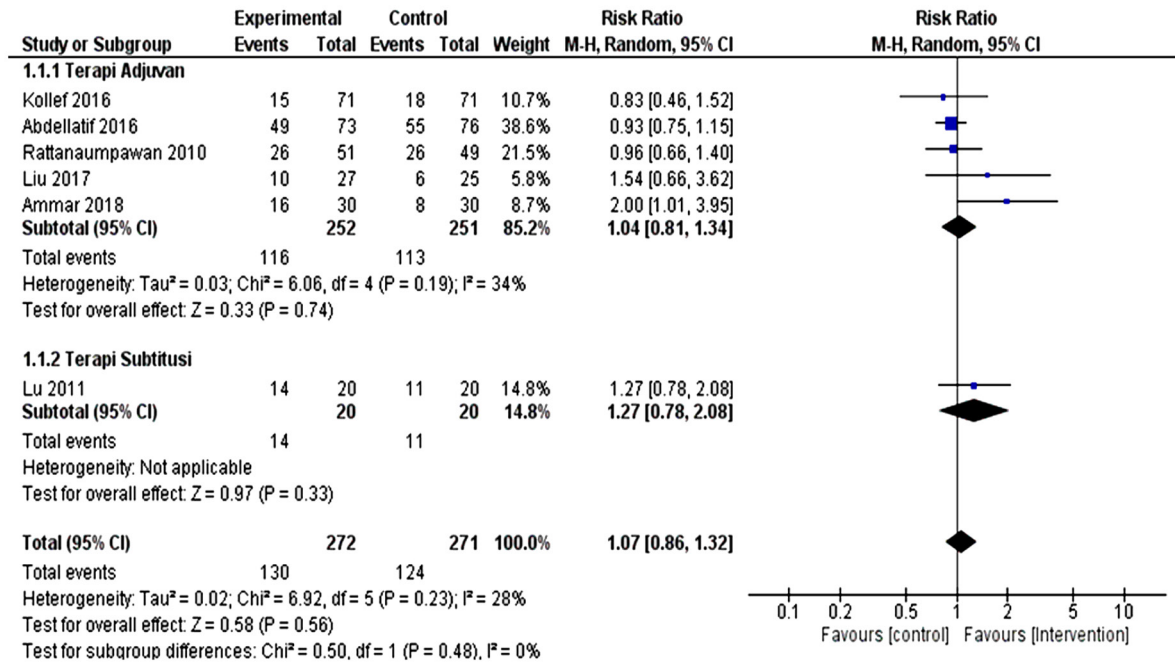 Experimental Control Risk Ratio Risk Ratio
Study or Subgroup Events Total Events Total Weight M-H, Random, 95% CI M-H, Random, 95% CI
1.1.1 Terapi Adjuvan
Kollef 2016 15 71 18 71 10.7% 0.83 [0.46, 1.52]
Abdellatif 2016 49 73 55 76 38.6% 0.93 [0.75, 1.15]
Rattanaumpawan 2010 26 51 26 49 21.5% 0.96 [0.66, 1.40]
Liu 2017 10 27 6 25 5.8% 1.54 [0.66, 3.62]
Ammar 2018 16 30 8 30 8.7% 2.00 [1.01, 3.95]
Subtotal (95% CI) 252 251 85.2% 1.04 [0.81, 1.34]
Total events 116 113
Heterogeneity: Tau² = 0.03; Chi² = 6.06, df = 4 (P = 0.19); I² = 34%
Test for overall effect: Z = 0.33 (P = 0.74)
1.1.2 Terapi Subtitusi
Lu 2011 14 20 11 20 14.8% 1.27 [0.78, 2.08]
Subtotal (95% CI) 20 20 14.8% 1.27 [0.78, 2.08]
Total events 14 11
Heterogeneity: Not applicable
Test for overall effect: Z = 0.97 (P = 0.33)
Total (95% CI) 272 271 100.0% 1.07 [0.86, 1.32]
Total events 130 124
Heterogeneity: Tau² = 0.02; Chi² = 6.92, df = 5 (P = 0.23); I² = 28%
Test for overall effect: Z = 0.58 (P = 0.56)
Test for subgroup differences: Chi² = 0.50, df = 1 (P = 0.48), I² = 0%
0.1 0.2 0.5 1 2 5 10
Favours [control] Favours [Intervention]